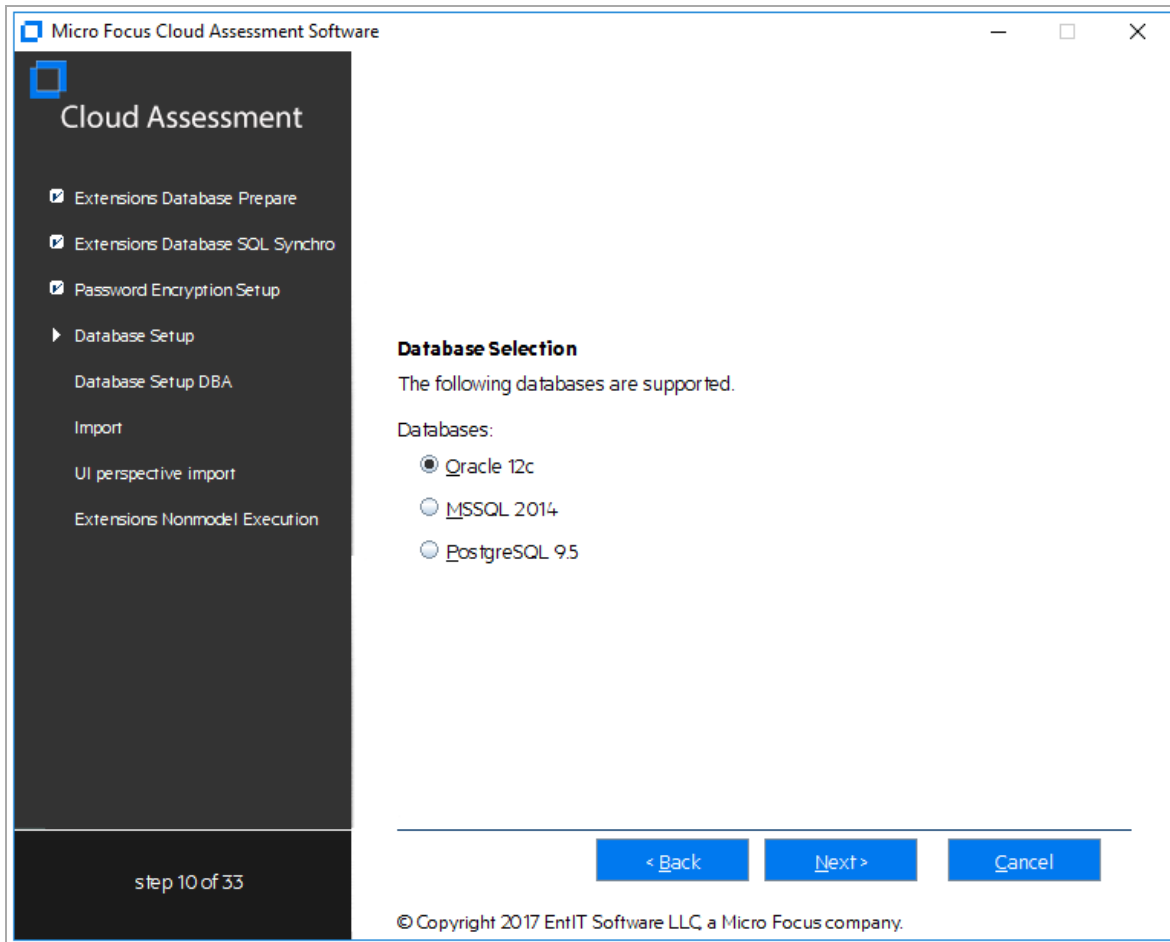 Micro Focus Cloud Assessment Software
Cloud Assessment
Extensions Database Prepare
Extensions Database SQL Synchro
Password Encryption Setup
Database Setup
Database Setup DBA
Import
UI perspective import
Extensions Nonmodel Execution
step 10 of 33
Database Selection
The following databases are supported.
Databases:
Oracle 12c
MSSQL 2014
PostgreSQL 9.5
< Back Next > Cancel
© Copyright 2017 EntIT Software LLC, a Micro Focus company.